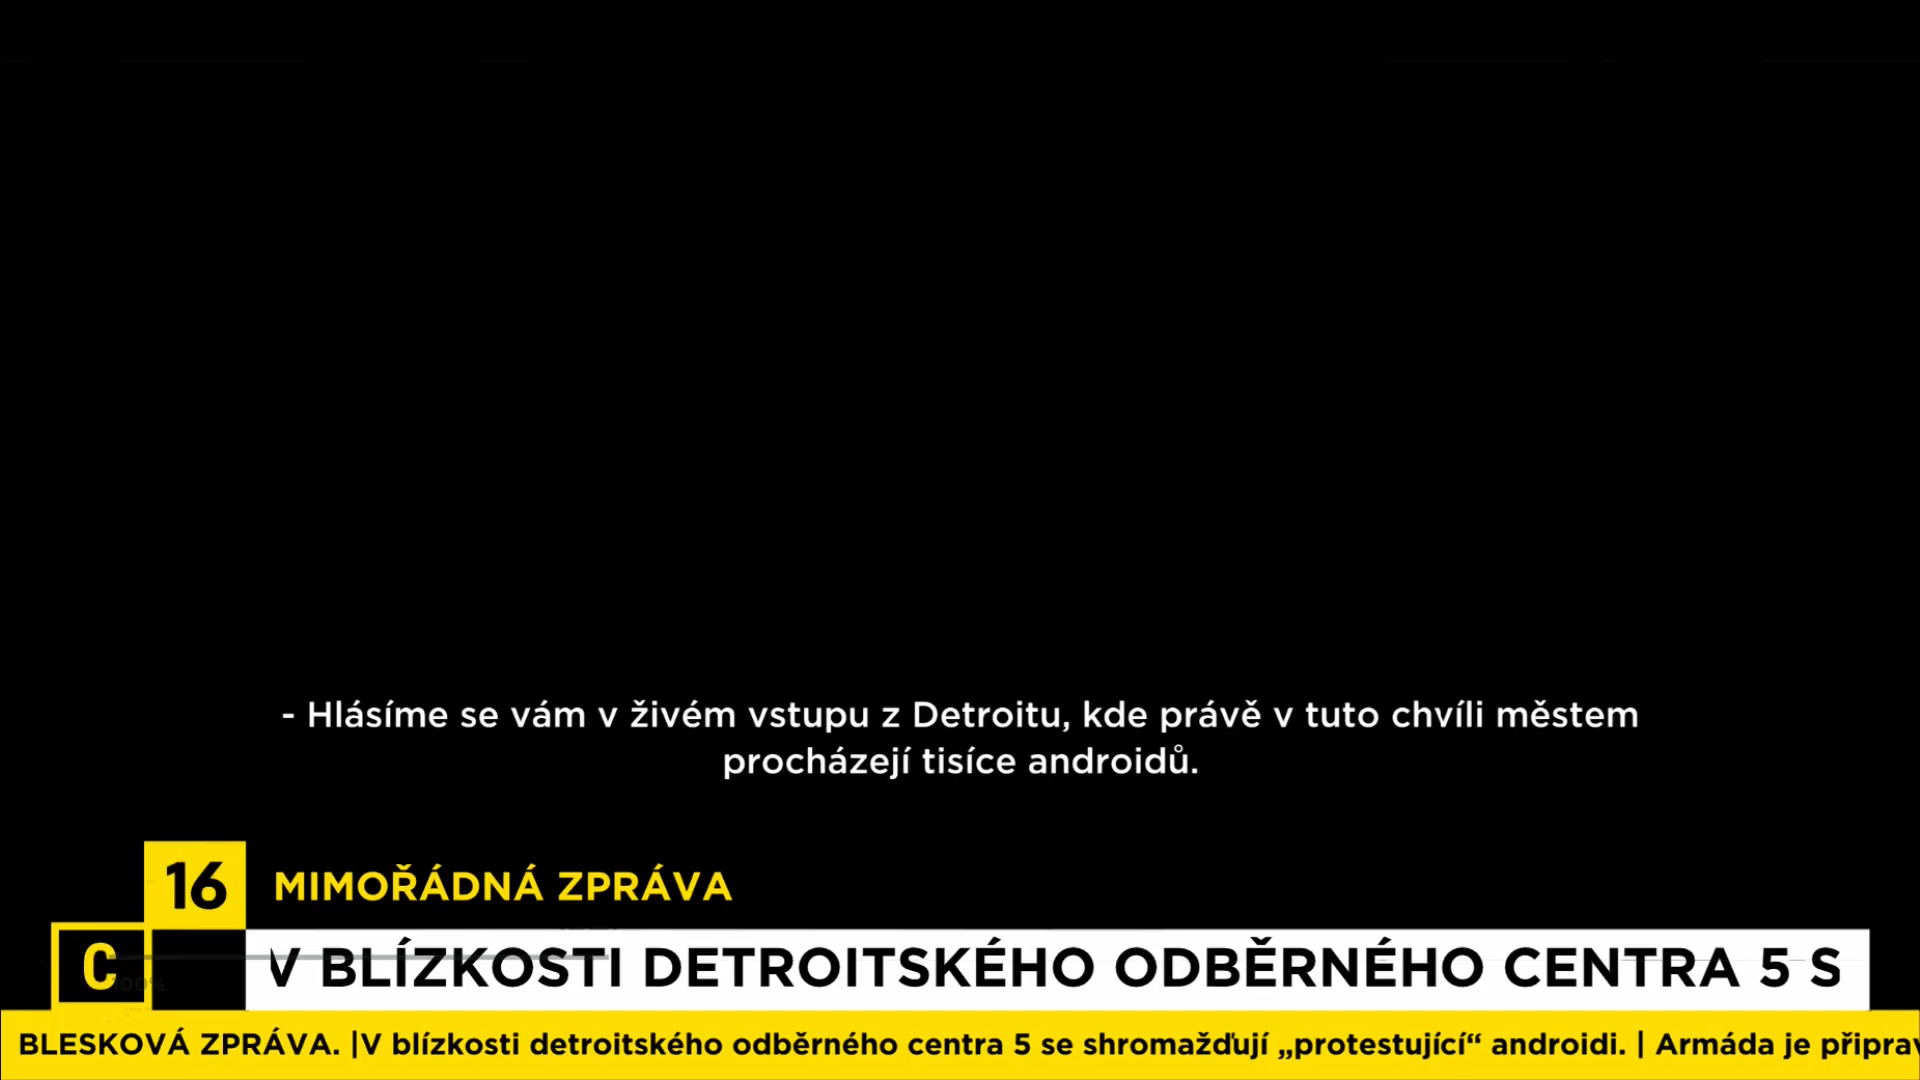 - Hlásíme se vám v živém vstupu z Detroitu, kde právě v tuto chvíli městem
procházejí tisíce androidů.
16
MIMOŘÁDNÁ ZPRÁVA
C
100%
V BLÍZKOSTI DETROITSKÉHO ODBĚRNÉHO CENTRA 5 S
BLESKOVÁ ZPRÁVA. |V blízkosti detroitského odběrného centra 5 se shromažďují „protestující“ androidi. | Armáda je připrav